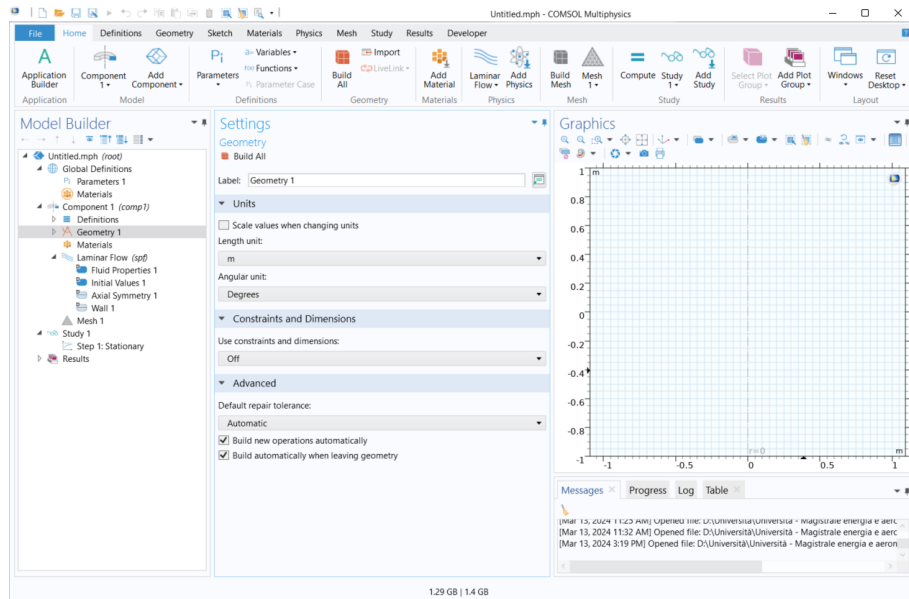 Untitled.mph - COMSOL Multiphysics
File Home Definitions Geometry Sketch Materials Physics Mesh Study Results Developer
Application Builder
Component 1
Add Component
Pi Parameters
a= Variables
f(x) Functions
Pi Parameter Case
Build All
Import
LiveLink
Add Material
Laminar Flow
Add Physics
Build Mesh
Mesh 1
Compute
Study 1
Add Study
Select Plot Group
Add Plot Group
Windows
Reset Desktop
Application Model Definitions Geometry Materials Physics Mesh Study Results Layout
Model Builder
Untitled.mph (root)
Global Definitions
Pi Parameters 1
Materials
Component 1 (comp1)
Definitions
Geometry 1
Materials
Laminar Flow (spf)
Fluid Properties 1
Initial Values 1
Axial Symmetry 1
Wall 1
Mesh 1
Study 1
Step 1: Stationary
Results
Settings
Geometry
Build All
Label: Geometry 1
Units
Scale values when changing units
Length unit:
m
Angular unit:
Degrees
Constraints and Dimensions
Use constraints and dimensions:
Off
Advanced
Default repair tolerance:
Automatic
Build new operations automatically
Build automatically when leaving geometry
Graphics
1 m
0.8
0.6
0.4
0.2
0
-0.2
-0.4
-0.6
-0.8
-1
r=0 m
-1 -0.5 0 0.5 1
Messages Progress Log Table
[Mar 13, 2024 11:23 AM] Opened file: D:\Università\Università - Magistrale energia e aerc
[Mar 13, 2024 11:32 AM] Opened file: D:\Università\Università - Magistrale energia e aerc
[Mar 13, 2024 3:19 PM] Opened file: D:\Università\Università - Magistrale energia e aeron
1.29 GB | 1.4 GB